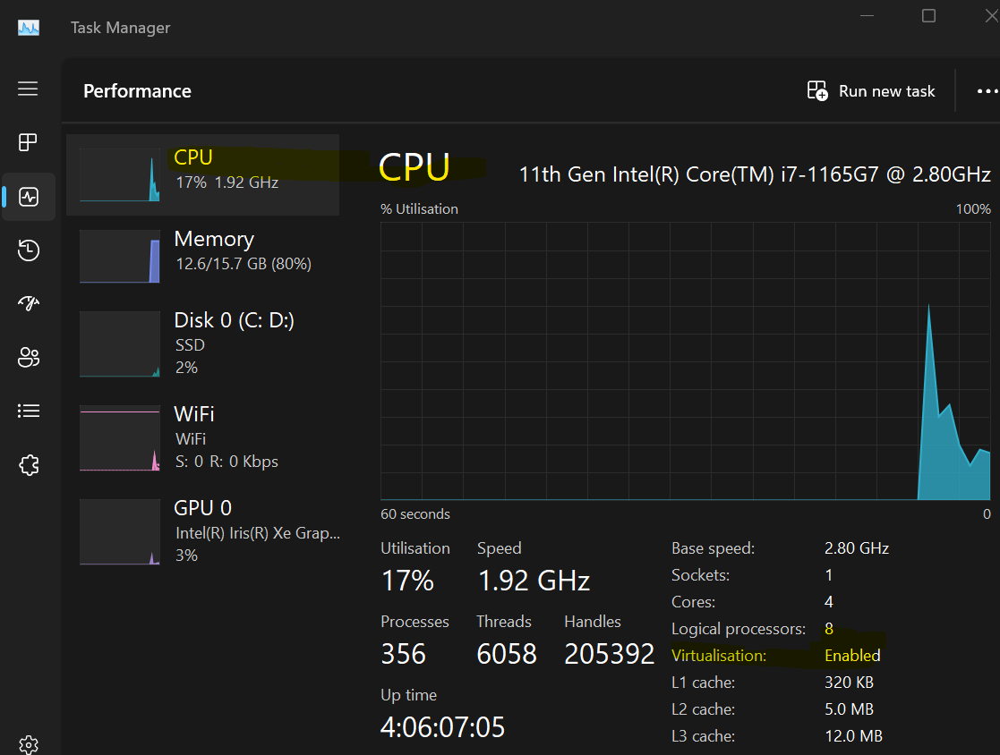 Task Manager
Performance
Run new task
CPU
17% 1.92 GHz
Memory
12.6/15.7 GB (80%)
Disk 0 (C: D:)
SSD
2%
WiFi
WiFi
S: 0 R: 0 Kbps
GPU 0
Intel(R) Iris(R) Xe Grap...
3%
CPU 11th Gen Intel(R) Core(TM) i7-1165G7 @ 2.80GHz
% Utilisation 100%
60 seconds 0
Utilisation Speed
17% 1.92 GHz
Processes Threads Handles
356 6058 205392
Up time
4:06:07:05
Base speed: 2.80 GHz
Sockets: 1
Cores: 4
Logical processors: 8
Virtualisation: Enabled
L1 cache: 320 KB
L2 cache: 5.0 MB
L3 cache: 12.0 MB